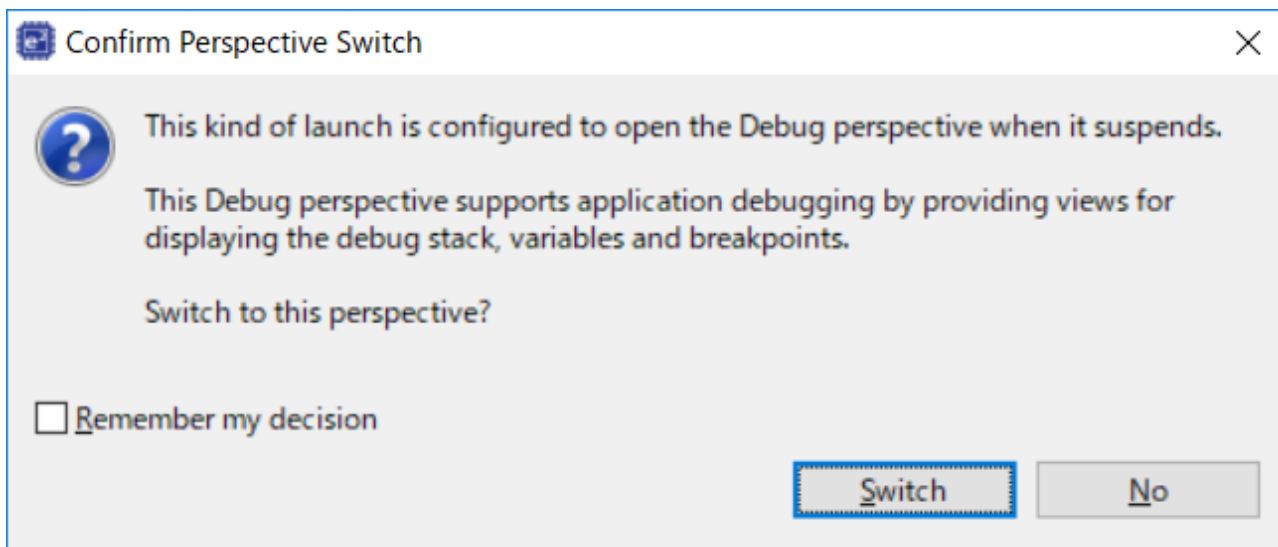 e²
Confirm Perspective Switch
This kind of launch is configured to open the Debug perspective when it suspends.
This Debug perspective supports application debugging by providing views for
displaying the debug stack, variables and breakpoints.
Switch to this perspective?
Remember my decision
Switch
No